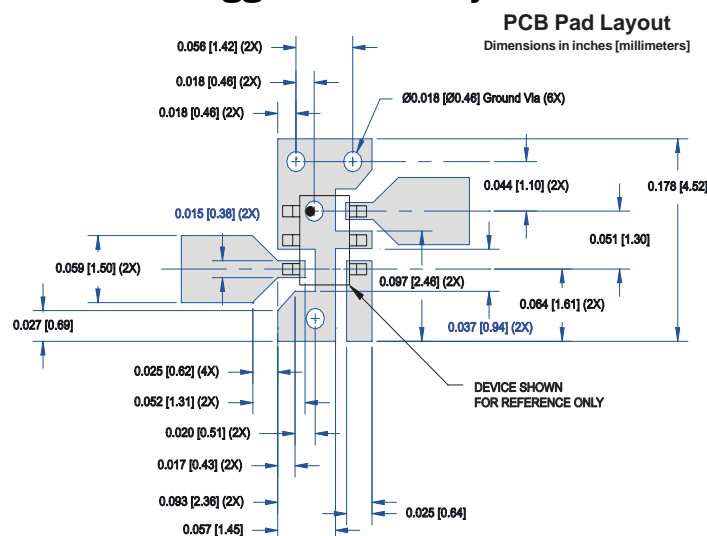 PCB Pad Layout
Dimensions in inches [millimeters]
0.056 [1.42] (2X)
0.018 [0.46] (2X)
0.018 [0.46] (2X)
Ø0.018 [Ø0.46] Ground Via (6X)
0.044 [1.10] (2X)
0.178 [4.52]
0.015 [0.38] (2X)
0.051 [1.30]
0.059 [1.50] (2X)
0.097 [2.46] (2X)
0.064 [1.61] (2X)
0.027 [0.69]
0.037 [0.94] (2X)
0.025 [0.62] (4X)
DEVICE SHOWN
FOR REFERENCE ONLY
0.052 [1.31] (2X)
0.020 [0.51] (2X)
0.017 [0.43] (2X)
0.093 [2.36] (2X)
0.025 [0.64]
0.057 [1.45]